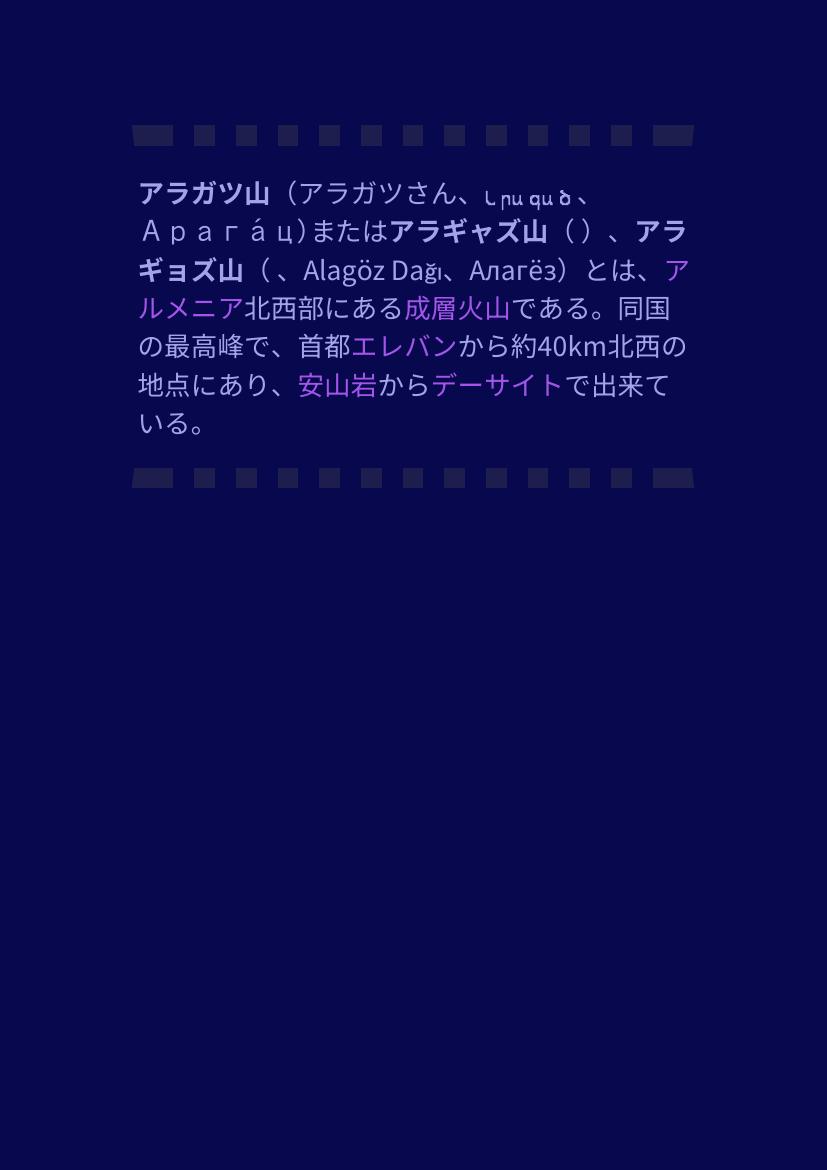 アラガツ山（アラガツさん、
Арага́ц)またはアラギャズ山（ ）、アラ
ギョズ山（ 、Alagöz Dağı、Алагёз）とは、ア
ルメニア北西部にある成層火山である。同国
の最高峰で、首都エレバンから約40km北西の
地点にあり、安山岩からデーサイトで出来て
いる。